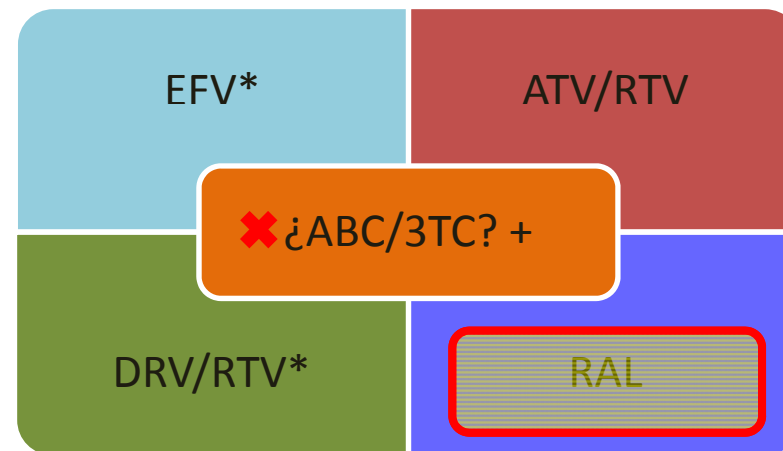 EFV*
ATV/RTV
✖¿ABC/3TC? +
DRV/RTV*
RAL